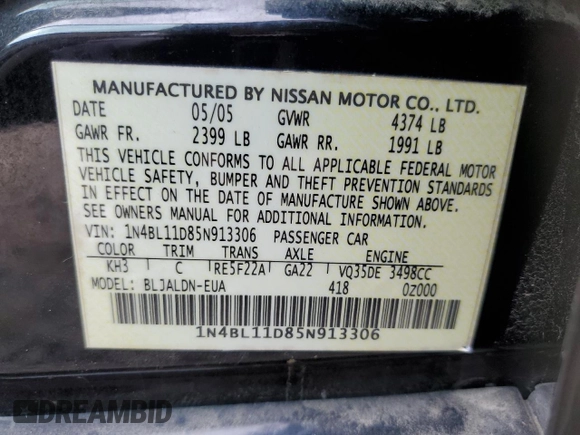 MANUFACTURED BY NISSAN MOTOR CO., LTD.
DATE 05/05 GVWR 4374 LB
GAWR FR. 2399 LB GAWR RR. 1991 LB
THIS VEHICLE CONFORMS TO ALL APPLICABLE FEDERAL MOTOR
VEHICLE SAFETY, BUMPER AND THEFT PREVENTION STANDARDS
IN EFFECT ON THE DATE OF MANUFACTURE SHOWN ABOVE.
SEE OWNERS MANUAL FOR ADDITIONAL INFORMATION.
VIN: 1N4BL11D85N913306 PASSENGER CAR
COLOR TRIM TRANS AXLE ENGINE
KH3 C RE5F22A GA22 VQ35DE 3498CC
MODEL: BLJALDN-EUA 418 0Z000
1N4BL11D85N913306
DREAMBID